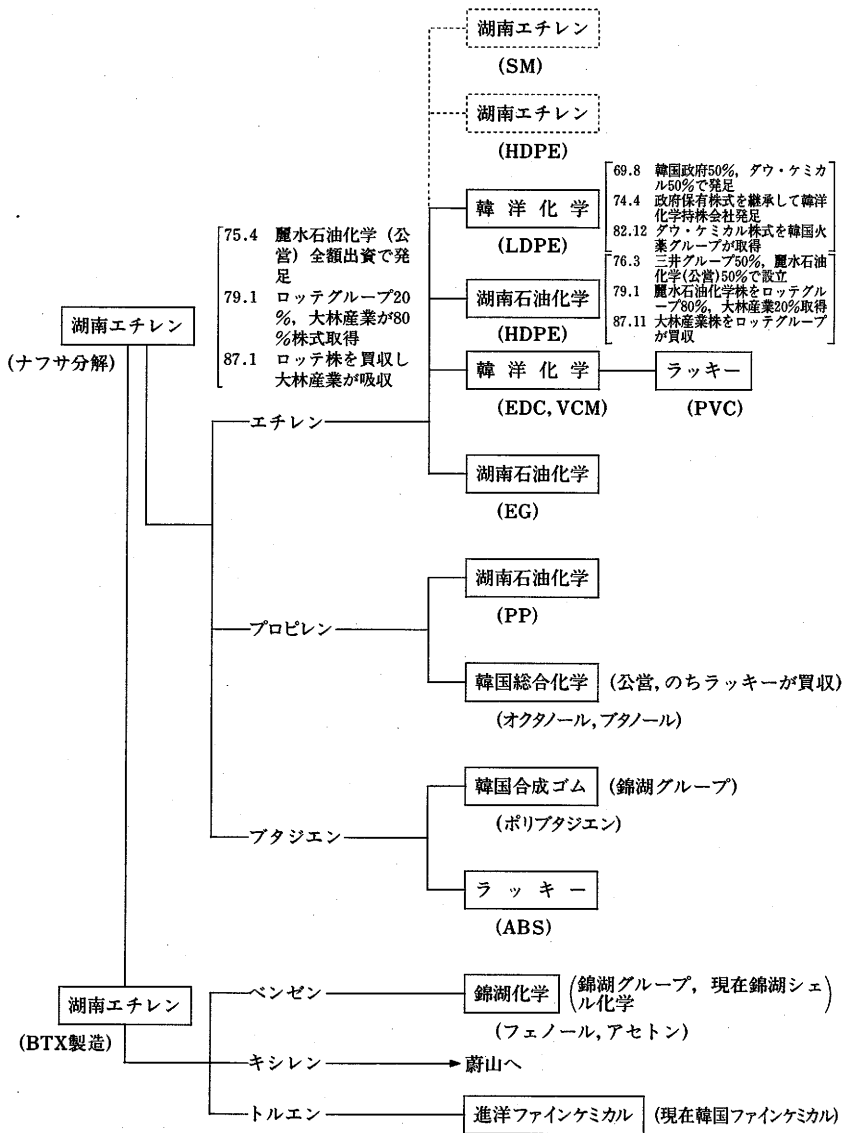 湖南エチレン
(SM)
湖南エチレン
(HDPE)
韓洋化学
(LDPE)
69.8 韓国政府50%，ダウ・ケミカ
ル50%で発足
74.4 政府保有株式を継承して韓洋
化学持株会社発足
82.12 ダウ・ケミカル株式を韓国火
薬グループが取得
75.4 麗水石油化学（公
営）全額出資で発
足
79.1 ロッテグループ20
%，大林産業が80
%株式取得
87.1 ロッテ株を買収し
大林産業が吸収
湖南石油化学
(HDPE)
76.3 三井グループ50%，麗水石油
化学(公営)50%で設立
79.1 麗水石油化学株をロッテグル
ープ80%，大林産業20%取得
87.11 大林産業株をロッテグループ
が買収
湖南エチレン
(ナフサ分解)
韓洋化学
(EDC, VCM)
ラッキー
(PVC)
エチレン
湖南石油化学
(EG)
湖南石油化学
(PP)
プロピレン
韓国総合化学 (公営，のちラッキーが買収)
(オクタノール，ブタノール)
韓国合成ゴム (錦湖グループ)
(ポリブタジエン)
ブタジエン
ラッキー
(ABS)
湖南エチレン
(BTX製造)
ベンゼン
錦湖化学 (錦湖グループ，現在錦湖シェ
ル化学)
(フェノール，アセトン)
キシレン 蔚山へ
トルエン 進洋ファインケミカル (現在韓国ファインケミカル)